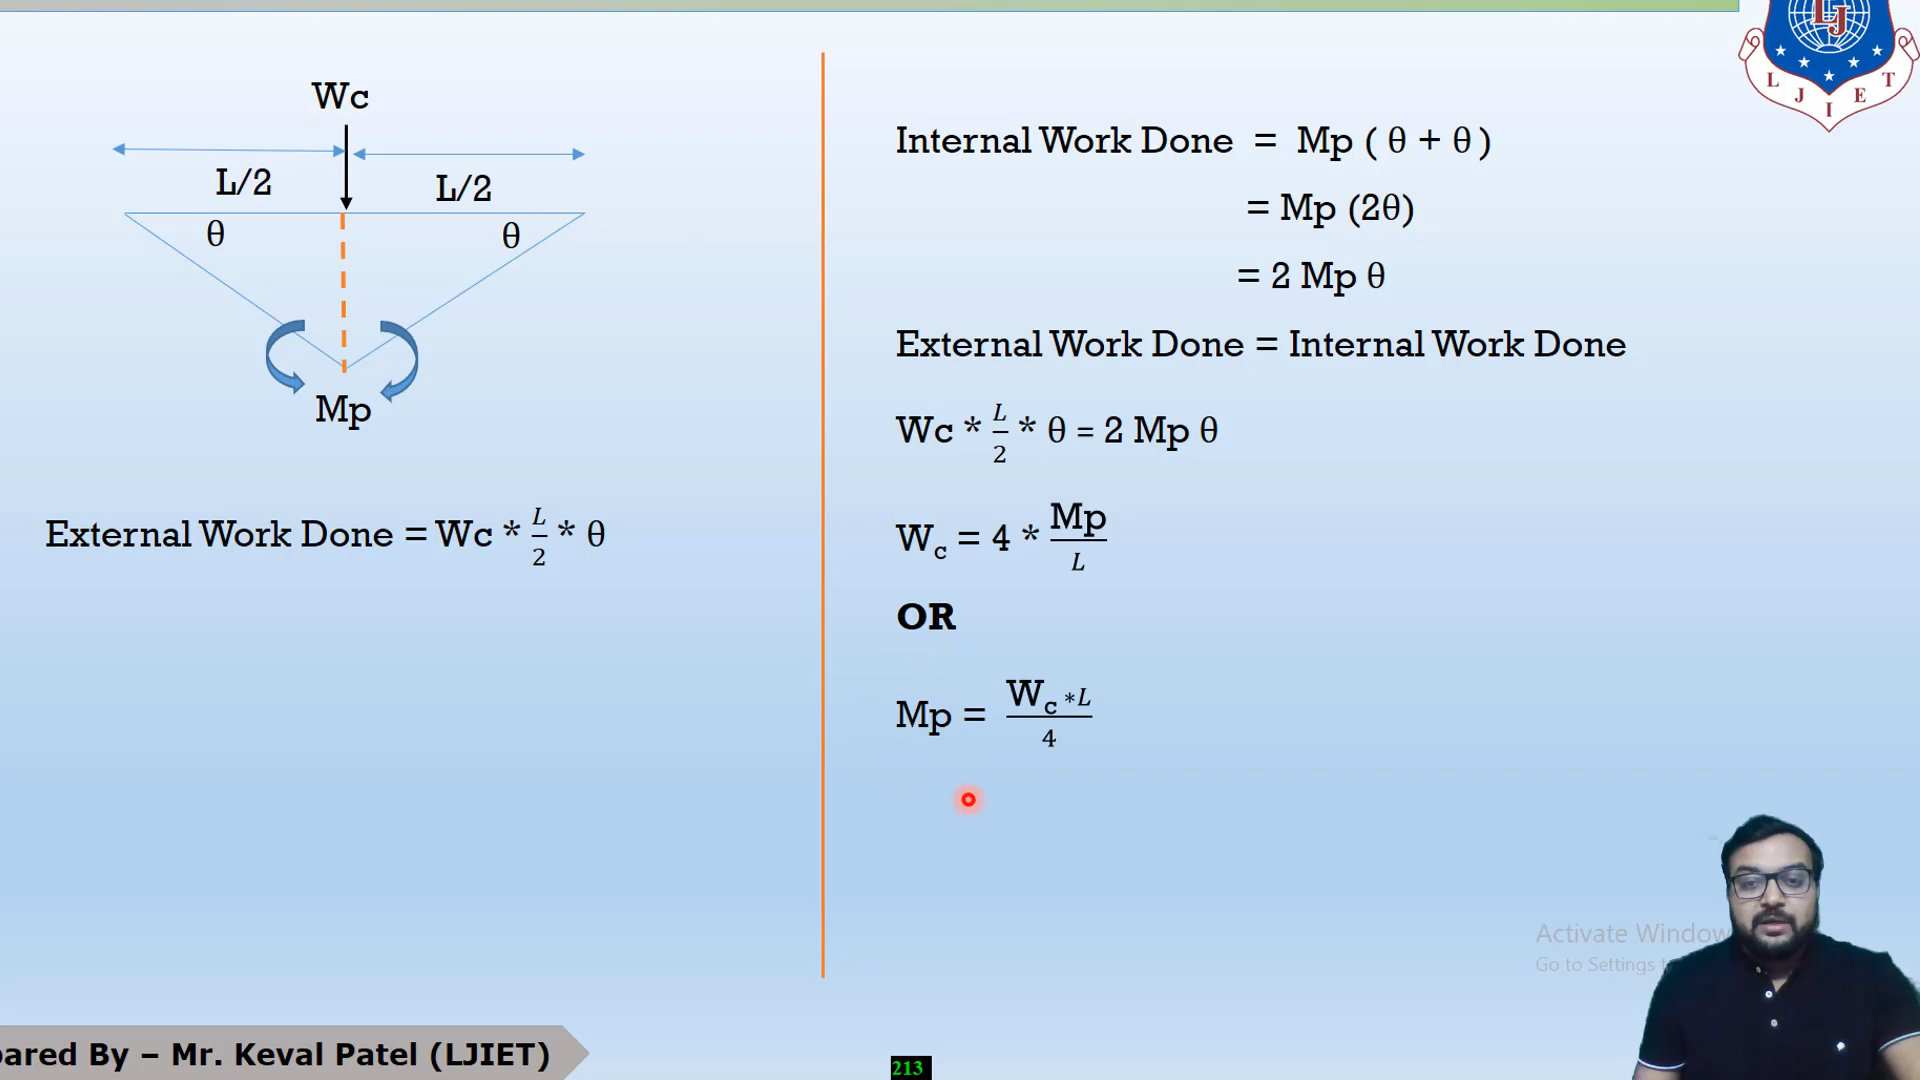 Wc
L/2
L/2
θ
θ
Mp
External Work Done = Wc * L/2 * θ
Internal Work Done = Mp ( θ + θ )
= Mp (2θ)
= 2 Mp θ
External Work Done = Internal Work Done
Wc * L/2 * θ = 2 Mp θ
Wc = 4 * Mp/L
OR
Mp = Wc *L/4
LJ
L J I E T
Activate Window
Go to Settings t
pared By – Mr. Keval Patel (LJIET)
213